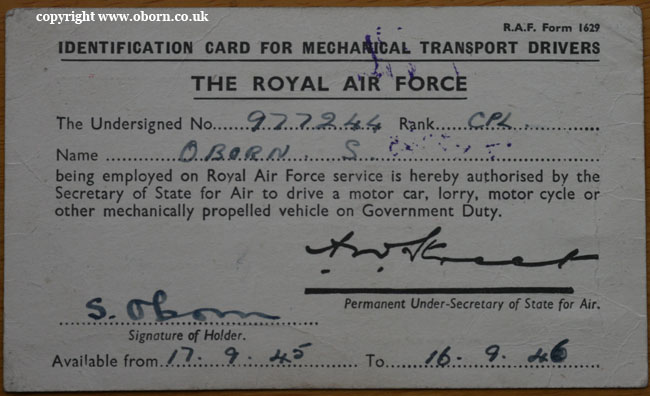 copyright www.oborn.co.uk
R.A.F. Form 1629
IDENTIFICATION CARD FOR MECHANICAL TRANSPORT DRIVERS
THE ROYAL AIR FORCE
The Undersigned No. 977244 Rank CPL.
Name OBORN. S.
being employed on Royal Air Force service is hereby authorised by the
Secretary of State for Air to drive a motor car, lorry, motor cycle or
other mechanically propelled vehicle on Government Duty.
A.W. Street
Permanent Under-Secretary of State for Air.
S. Oborn
Signature of Holder.
Available from 17.9.45 To 16.9.46